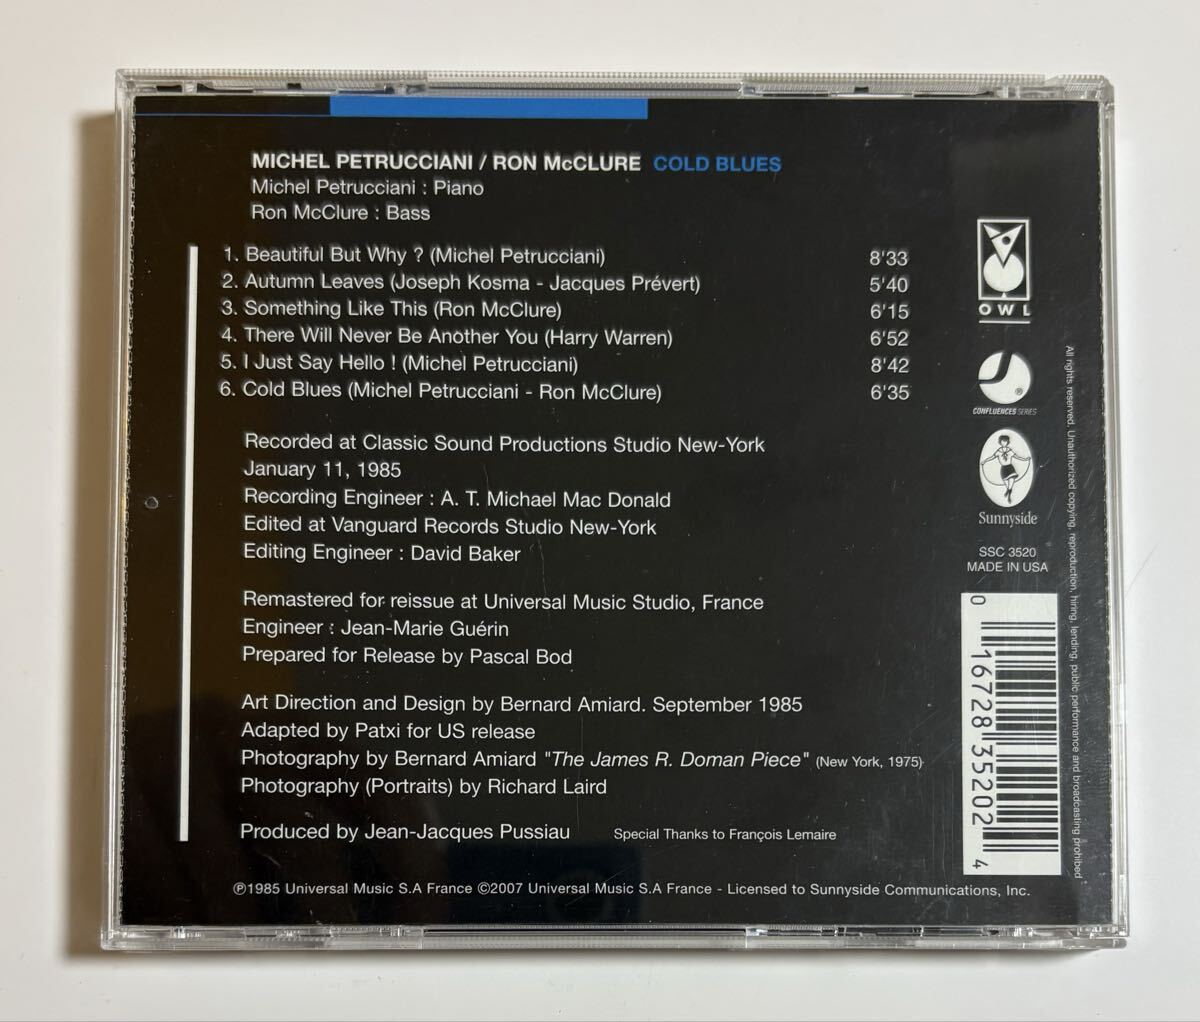 MICHEL PETRUCCIANI / RON McCLURE COLD BLUES
Michel Petrucciani : Piano
Ron McClure : Bass
1. Beautiful But Why ? (Michel Petrucciani) 8'33
2. Autumn Leaves (Joseph Kosma - Jacques Prévert) 5'40
3. Something Like This (Ron McClure) 6'15
4. There Will Never Be Another You (Harry Warren) 6'52
5. I Just Say Hello ! (Michel Petrucciani) 8'42
6. Cold Blues (Michel Petrucciani - Ron McClure) 6'35
Recorded at Classic Sound Productions Studio New-York
January 11, 1985
Recording Engineer : A. T. Michael Mac Donald
Edited at Vanguard Records Studio New-York
Editing Engineer : David Baker
Remastered for reissue at Universal Music Studio, France
Engineer : Jean-Marie Guérin
Prepared for Release by Pascal Bod
Art Direction and Design by Bernard Amiard. September 1985
Adapted by Patxi for US release
Photography by Bernard Amiard "The James R. Doman Piece" (New York, 1975)
Photography (Portraits) by Richard Laird
Produced by Jean-Jacques Pussiau Special Thanks to François Lemaire
℗1985 Universal Music S.A France ©2007 Universal Music S.A France - Licensed to Sunnyside Communications, Inc.
OWL
®
CONFLUENCES SERIES
Sunnyside
SSC 3520
MADE IN USA
0 16728 35202 4
All rights reserved. Unauthorized copying, reproduction, hiring, lending, public performance and broadcasting prohibed